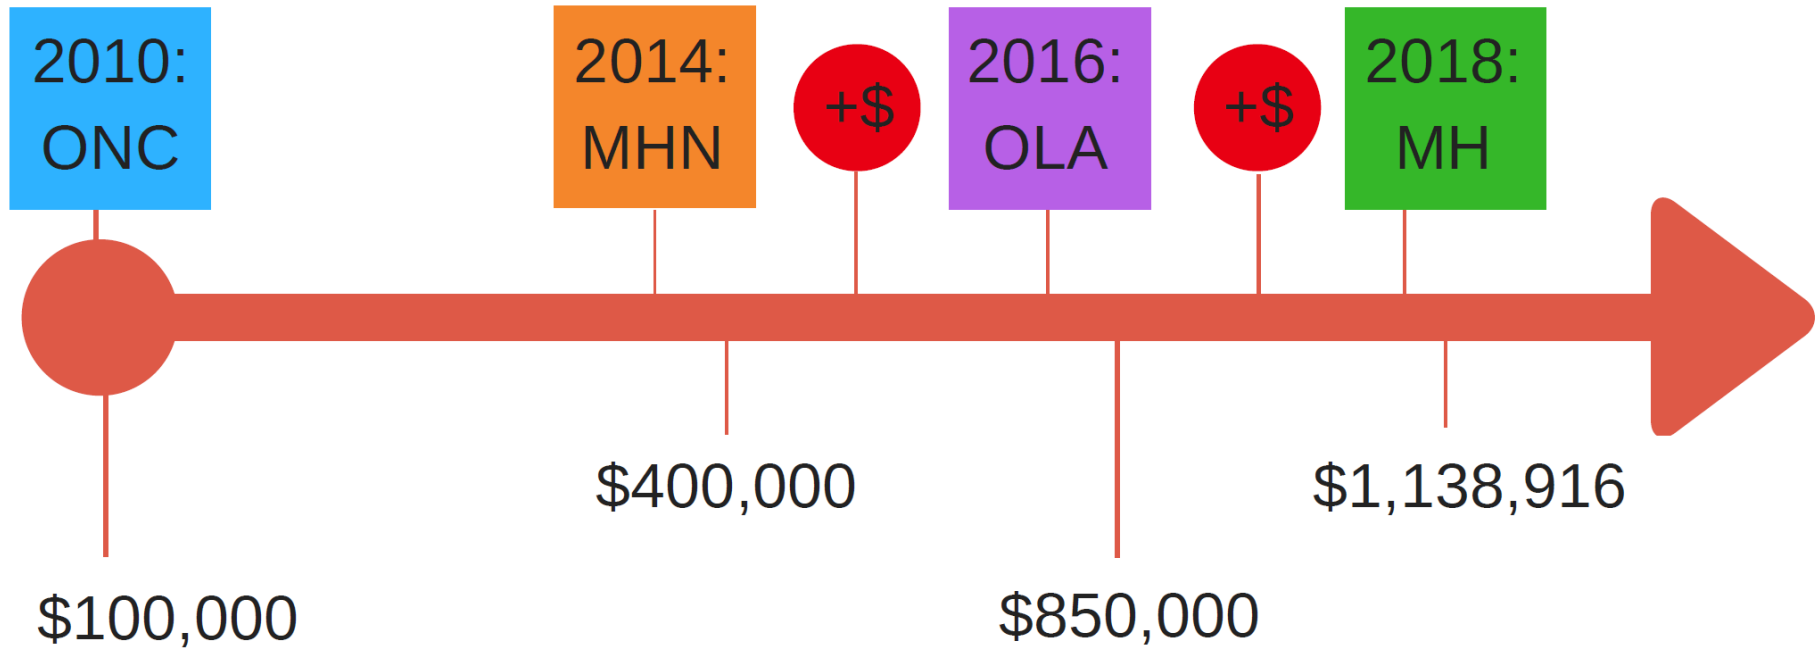 2010:
ONC
2014:
MHN
+$
2016:
OLA
+$
2018:
MH
$100,000
$400,000
$850,000
$1,138,916